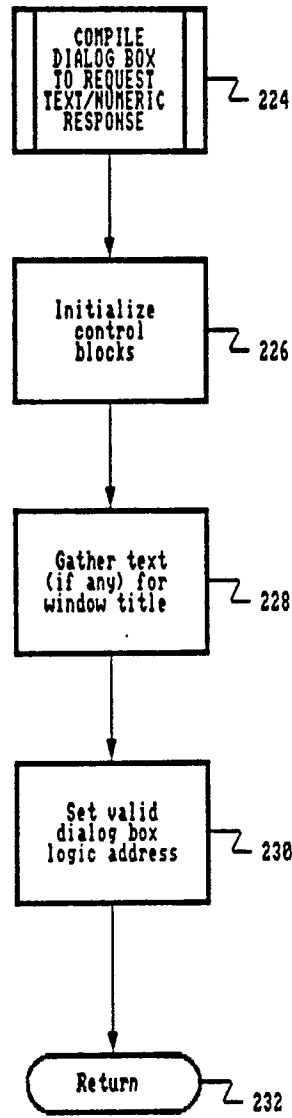 COMPILE
DIALOG BOX
TO REQUEST
TEXT/NUMERIC
RESPONSE
224
Initialize
control
blocks
226
Gather text
(if any) for
window title
228
Set valid
dialog box
logic address
230
Return
232